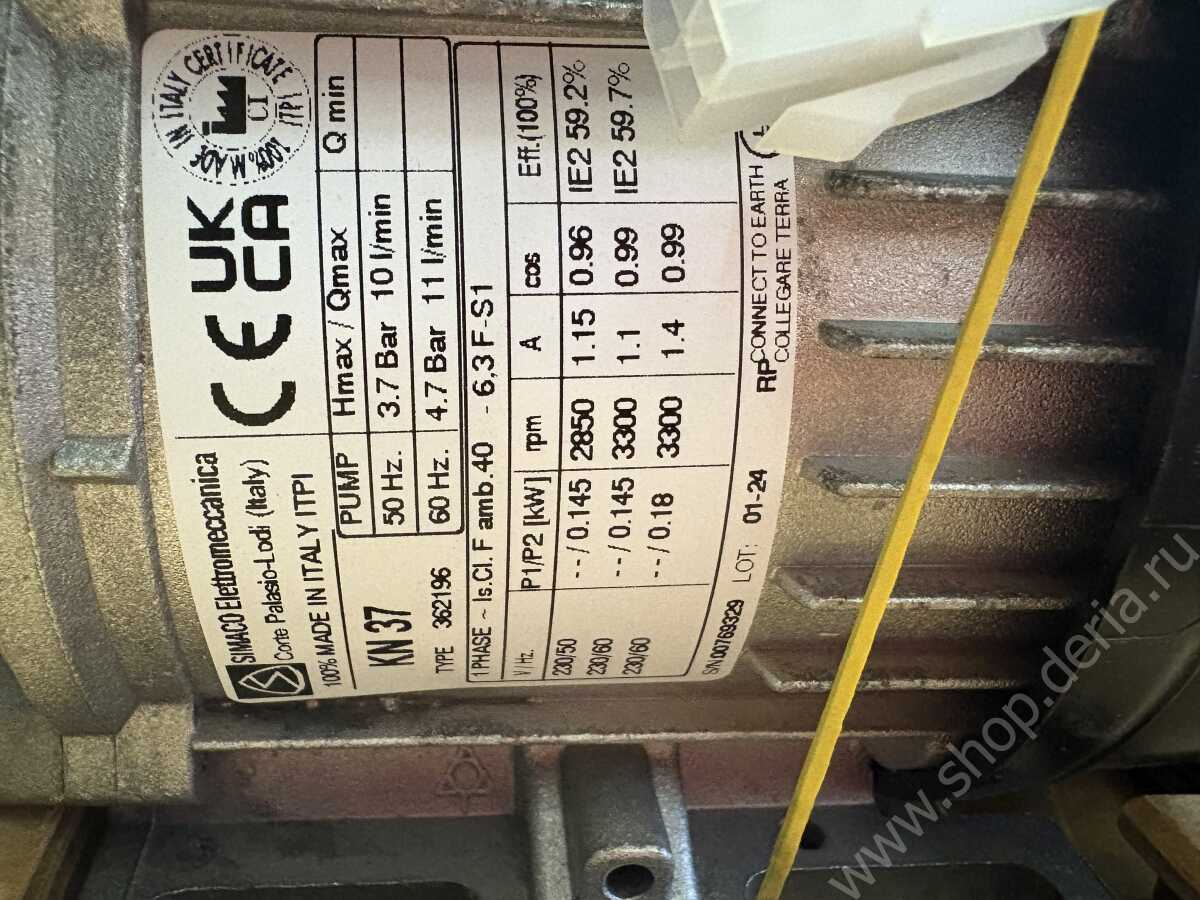 SIMACO Elettromeccanica
Corte Palasio-Lodi (Italy)
100% MADE IN ITALY ITPI
CE UK CA
100% MADE IN ITALY CERTIFICATE ITPI
CI
KN 37
TYPE 362196
PUMP Hmax / Qmax Q min
50 Hz. 3.7 Bar 10 l/min
60 Hz. 4.7 Bar 11 l/min
1 PHASE ~ Is.Cl. F amb.40 - 6,3 F-S1
V / Hz. P1/P2 [kW] rpm A cos Eff.(100%)
230/50 --/ 0.145 2850 1.15 0.96 IE2 59.2%
230/60 --/ 0.145 3300 1.1 0.99 IE2 59.7%
230/60 --/ 0.18 3300 1.4 0.99
S/N 00769329 LOT: 01-24 RP CONNECT TO EARTH
COLLEGARE TERRA
www.shop.deria.ru